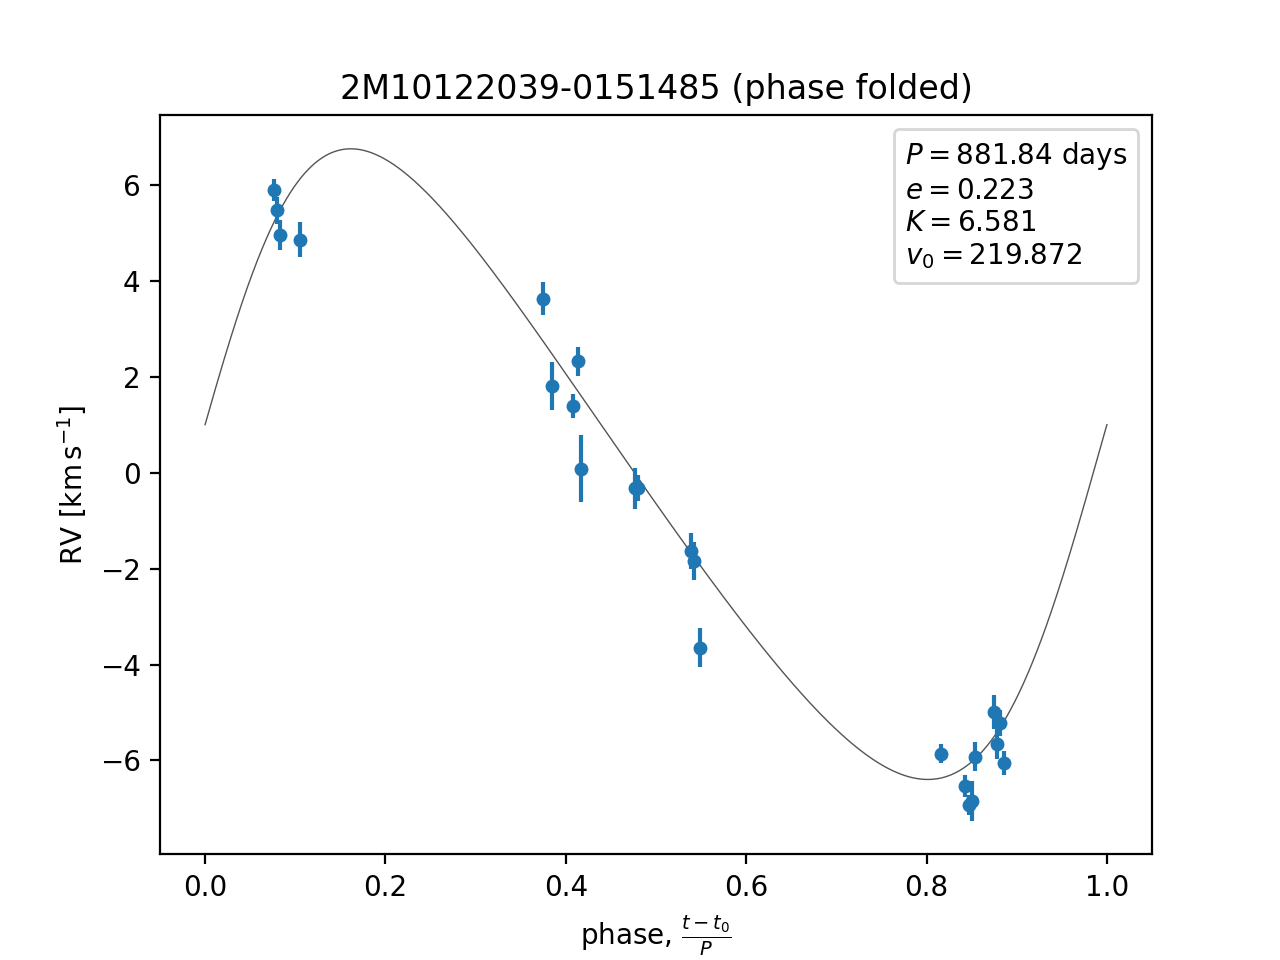 2M10122039-0151485 (phase folded)
P = 881.84 days
e = 0.223
K = 6.581
v₀ = 219.872
6
4
2
0
−2
−4
−6
RV [km s⁻¹]
0.0 0.2 0.4 0.6 0.8 1.0
phase, (t − t₀)/P